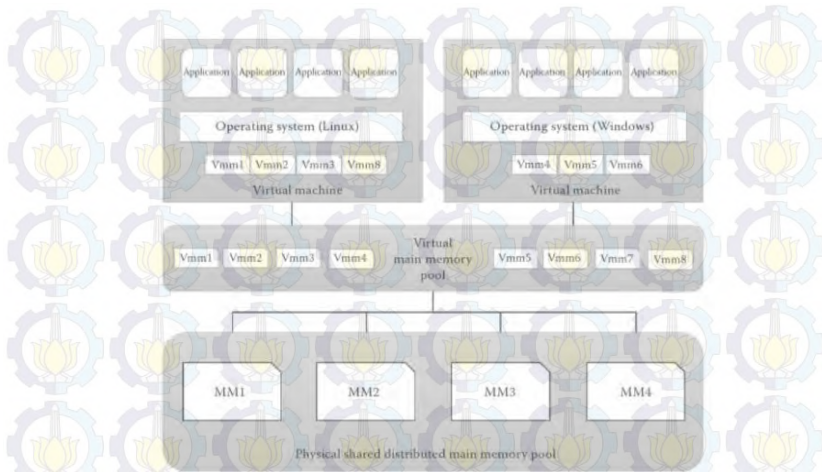 Application Application Application Application
Application Application Application Application
Operating system (Linux)
Operating system (Windows)
Vmm1 Vmm2 Vmm3 Vmm8
Vmm4 Vmm5 Vmm6
Virtual machine
Virtual machine
Vmm1 Vmm2 Vmm3 Vmm4
Virtual
main memory
pool
Vmm5 Vmm6 Vmm7 Vmm8
MM1 MM2 MM3 MM4
Physical shared distributed main memory pool